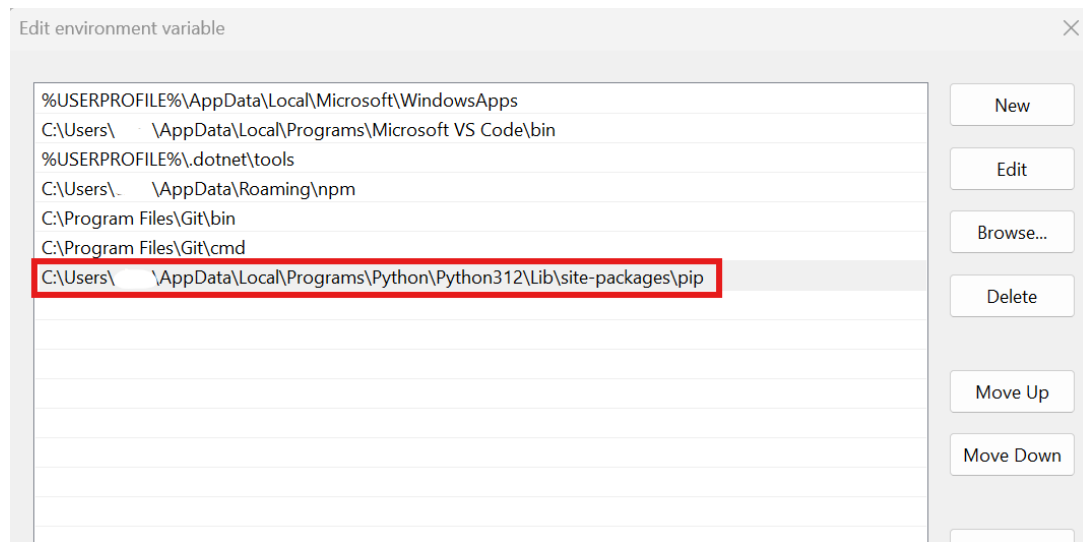 Edit environment variable
%USERPROFILE%\AppData\Local\Microsoft\WindowsApps
New
C:\Users\ \AppData\Local\Programs\Microsoft VS Code\bin
%USERPROFILE%\.dotnet\tools
Edit
C:\Users\ \AppData\Roaming\npm
C:\Program Files\Git\bin
Browse...
C:\Program Files\Git\cmd
C:\Users\ \AppData\Local\Programs\Python\Python312\Lib\site-packages\pip
Delete
Move Up
Move Down